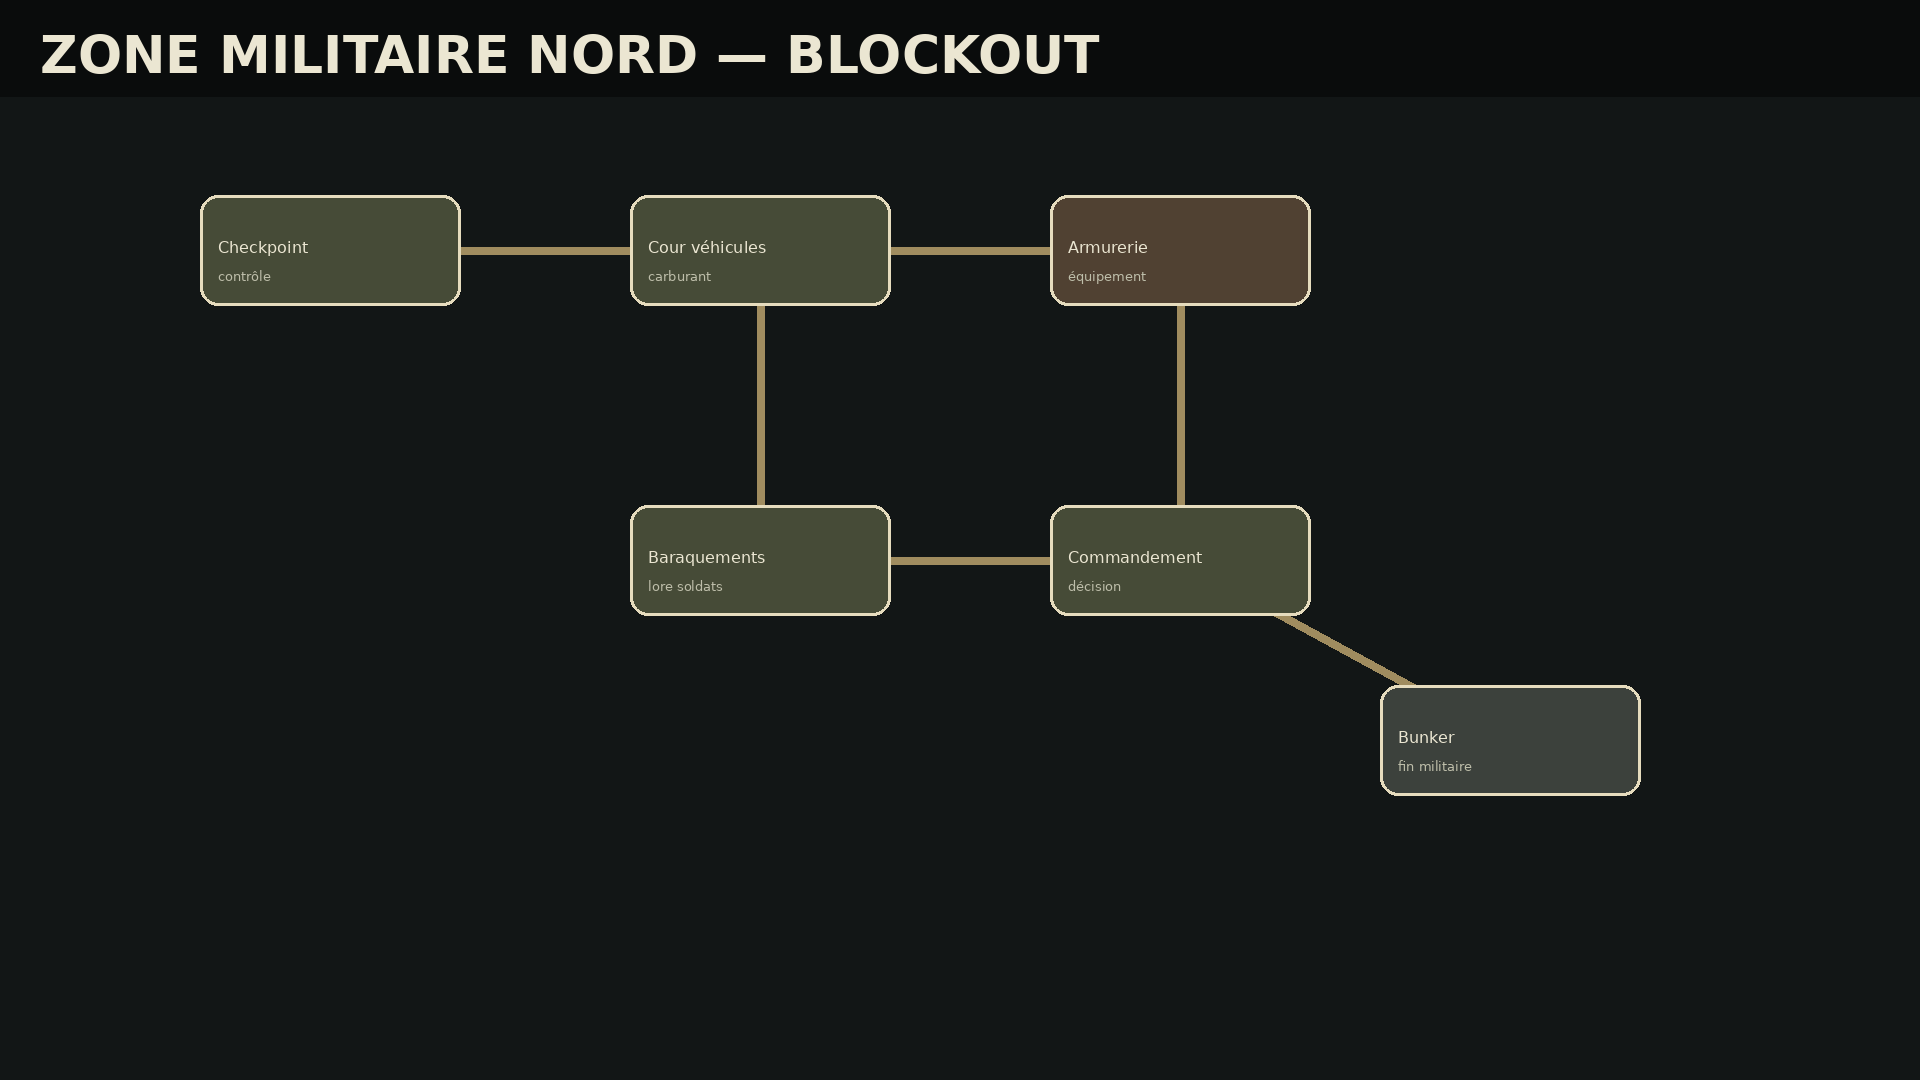 ZONE MILITAIRE NORD — BLOCKOUT
Checkpoint
contrôle
Cour véhicules
carburant
Armurerie
équipement
Baraquements
lore soldats
Commandement
décision
Bunker
fin militaire